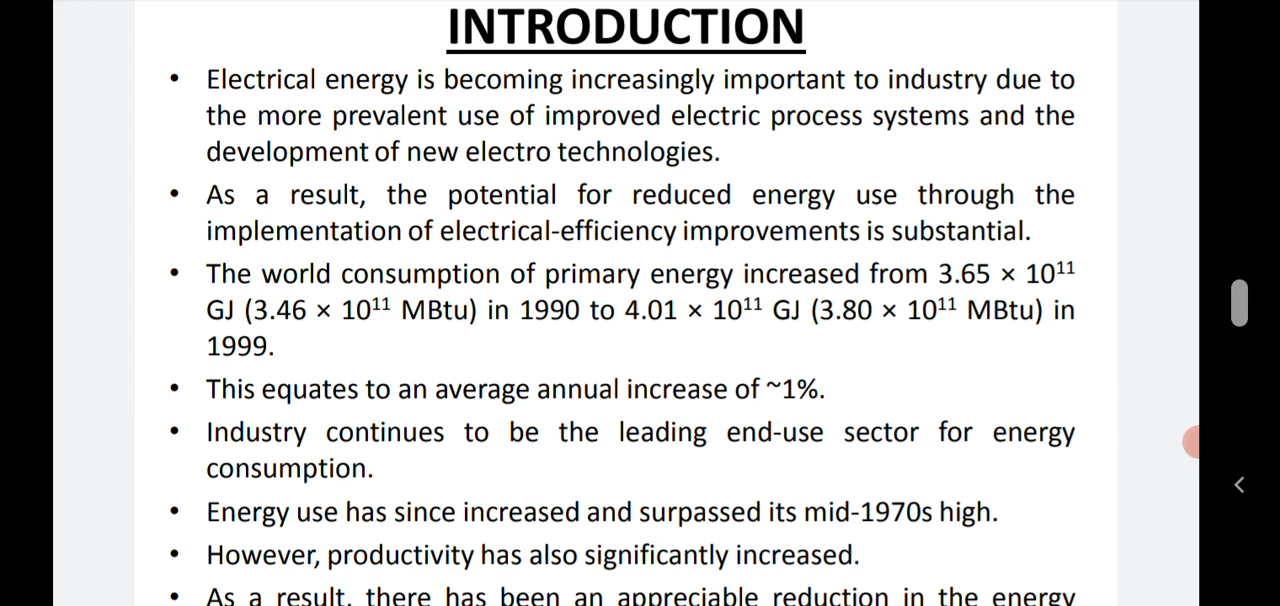 INTRODUCTION
• Electrical energy is becoming increasingly important to industry due to
the more prevalent use of improved electric process systems and the
development of new electro technologies.
• As a result, the potential for reduced energy use through the
implementation of electrical-efficiency improvements is substantial.
• The world consumption of primary energy increased from 3.65 × 10¹¹
GJ (3.46 × 10¹¹ MBtu) in 1990 to 4.01 × 10¹¹ GJ (3.80 × 10¹¹ MBtu) in
1999.
• This equates to an average annual increase of ~1%.
• Industry continues to be the leading end-use sector for energy
consumption.
• Energy use has since increased and surpassed its mid-1970s high.
• However, productivity has also significantly increased.
• As a result, there has been an appreciable reduction in the energy